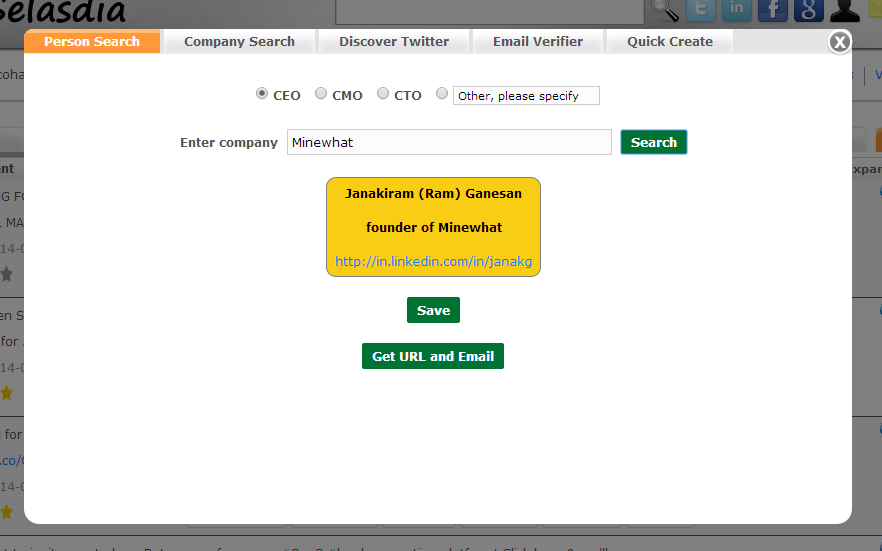 Selasdia
Person Search
Company Search
Discover Twitter
Email Verifier
Quick Create
X
CEO
CMO
CTO
Other, please specify
Enter company
Minewhat
Search
Janakiram (Ram) Ganesan
founder of Minewhat
http://in.linkedin.com/in/janakg
Save
Get URL and Email